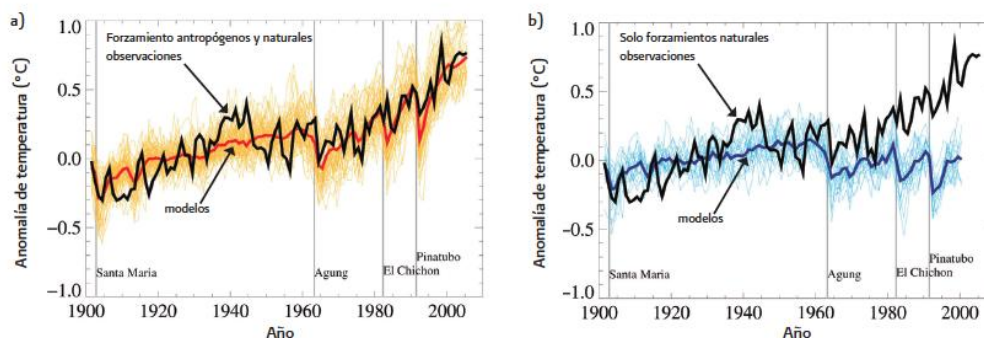 a)
Forzamiento antropógenos y naturales
observaciones
modelos
Anomalía de temperatura (°C)
1.0
0.5
0.0
−0.5
−1.0
Santa Maria
Agung
El Chichon
Pinatubo
1900 1920 1940 1960 1980 2000
Año
b)
Solo forzamientos naturales
observaciones
modelos
Anomalía de temperatura (°C)
1.0
0.5
0.0
−0.5
−1.0
Santa Maria
Agung
El Chichon
Pinatubo
1900 1920 1940 1960 1980 2000
Año